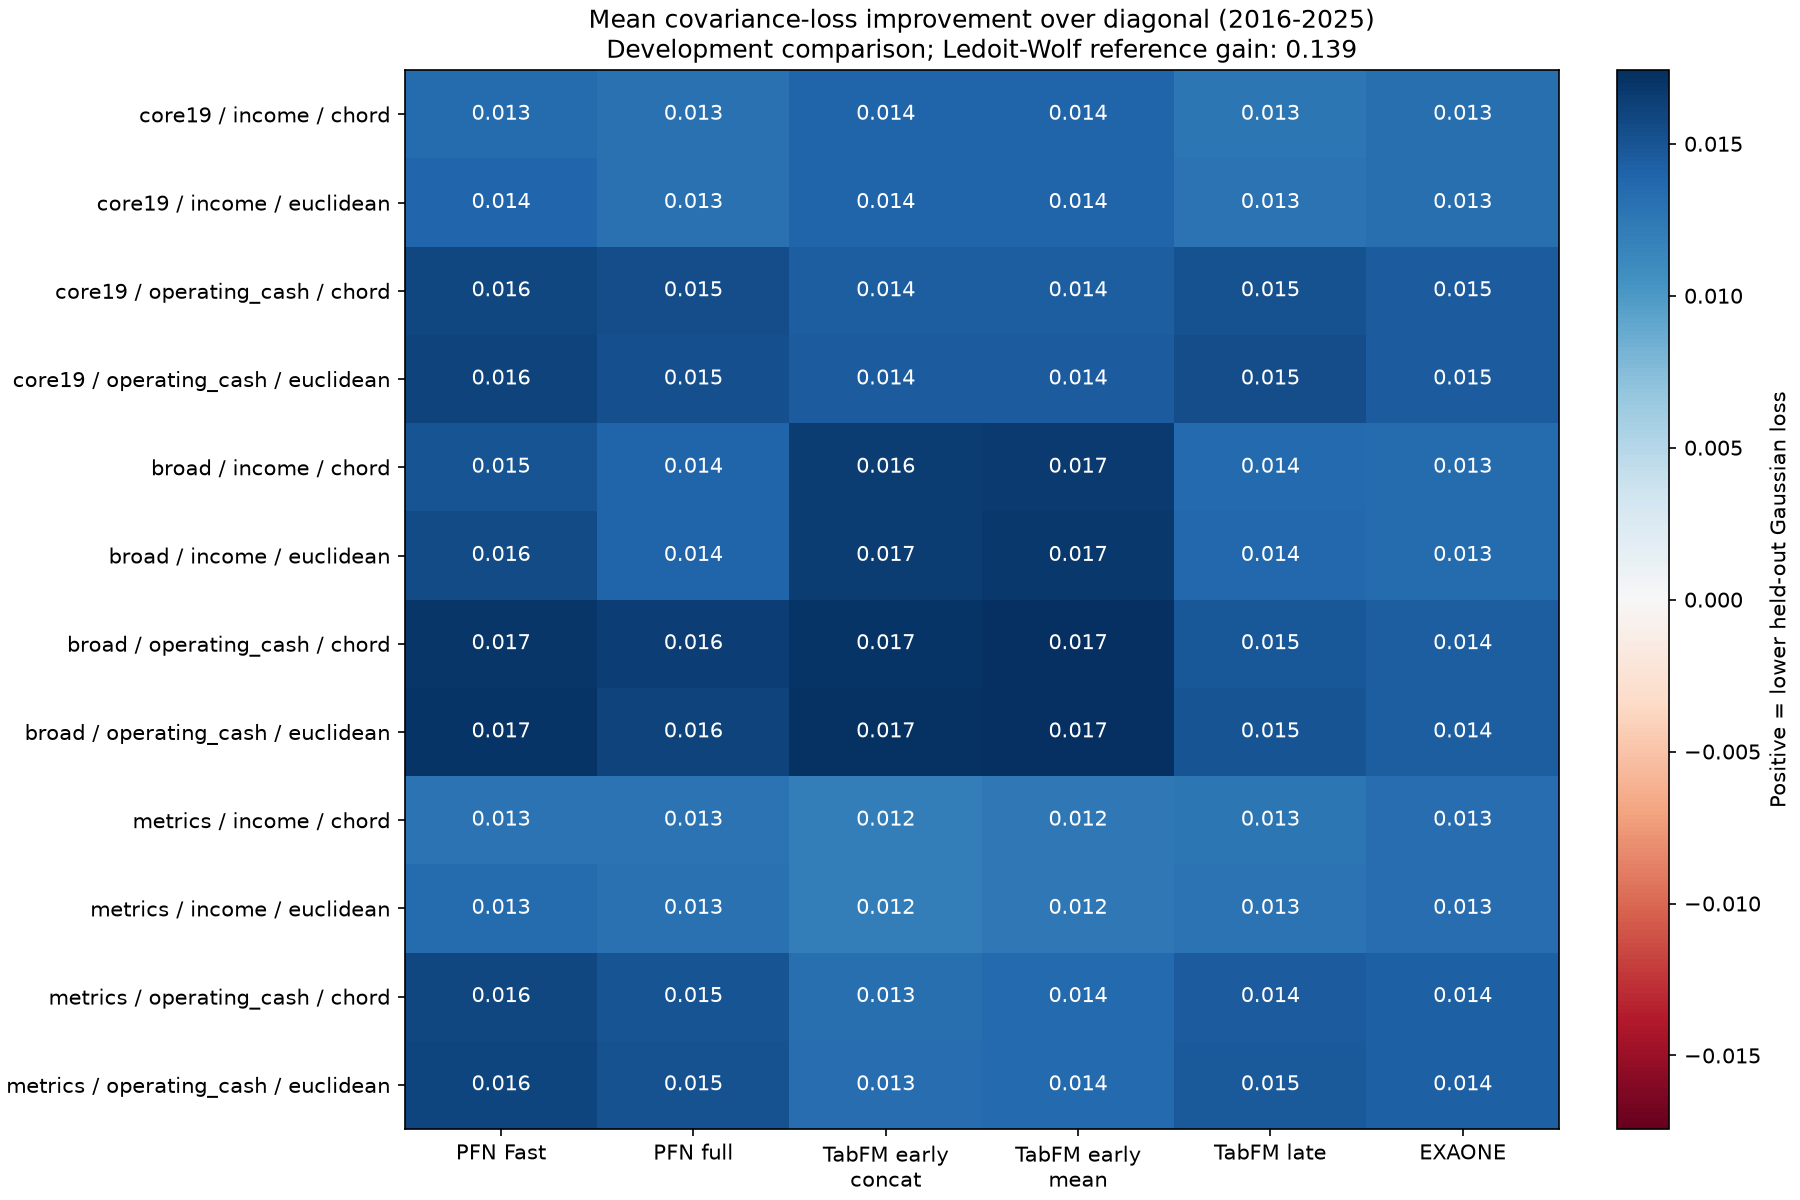 Mean covariance-loss improvement over diagonal (2016-2025)
Development comparison; Ledoit-Wolf reference gain: 0.139
core19 / income / chord 0.013 0.013 0.014 0.014 0.013 0.013
core19 / income / euclidean 0.014 0.013 0.014 0.014 0.013 0.013
core19 / operating_cash / chord 0.016 0.015 0.014 0.014 0.015 0.015
core19 / operating_cash / euclidean 0.016 0.015 0.014 0.014 0.015 0.015
broad / income / chord 0.015 0.014 0.016 0.017 0.014 0.013
broad / income / euclidean 0.016 0.014 0.017 0.017 0.014 0.013
broad / operating_cash / chord 0.017 0.016 0.017 0.017 0.015 0.014
broad / operating_cash / euclidean 0.017 0.016 0.017 0.017 0.015 0.014
metrics / income / chord 0.013 0.013 0.012 0.012 0.013 0.013
metrics / income / euclidean 0.013 0.013 0.012 0.012 0.013 0.013
metrics / operating_cash / chord 0.016 0.015 0.013 0.014 0.014 0.014
metrics / operating_cash / euclidean 0.016 0.015 0.013 0.014 0.015 0.014
PFN Fast
PFN full
TabFM early
concat
TabFM early
mean
TabFM late
EXAONE
0.015
0.010
0.005
0.000
−0.005
−0.010
−0.015
Positive = lower held-out Gaussian loss